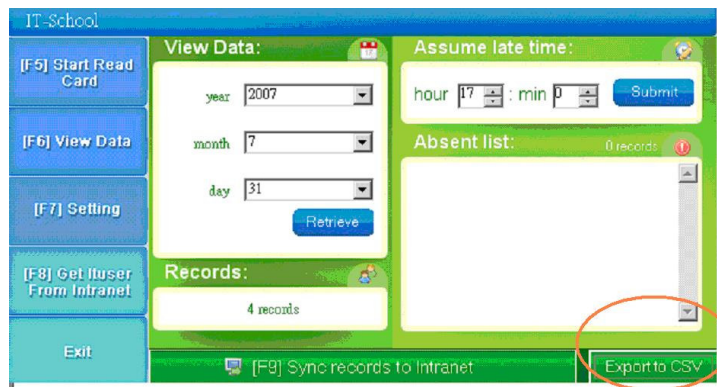 IT-School
[F5] Start Read
Card
[F6] View Data
[F7] Setting
[F8] Get Ituser
From Intranet
Exit
View Data:
year 2007
month 7
day 31
Retrieve
Records:
4 records
Assume late time:
hour 17 : min 0 Submit
Absent list: 0 records
[F9] Sync records to Intranet
Export to CSV